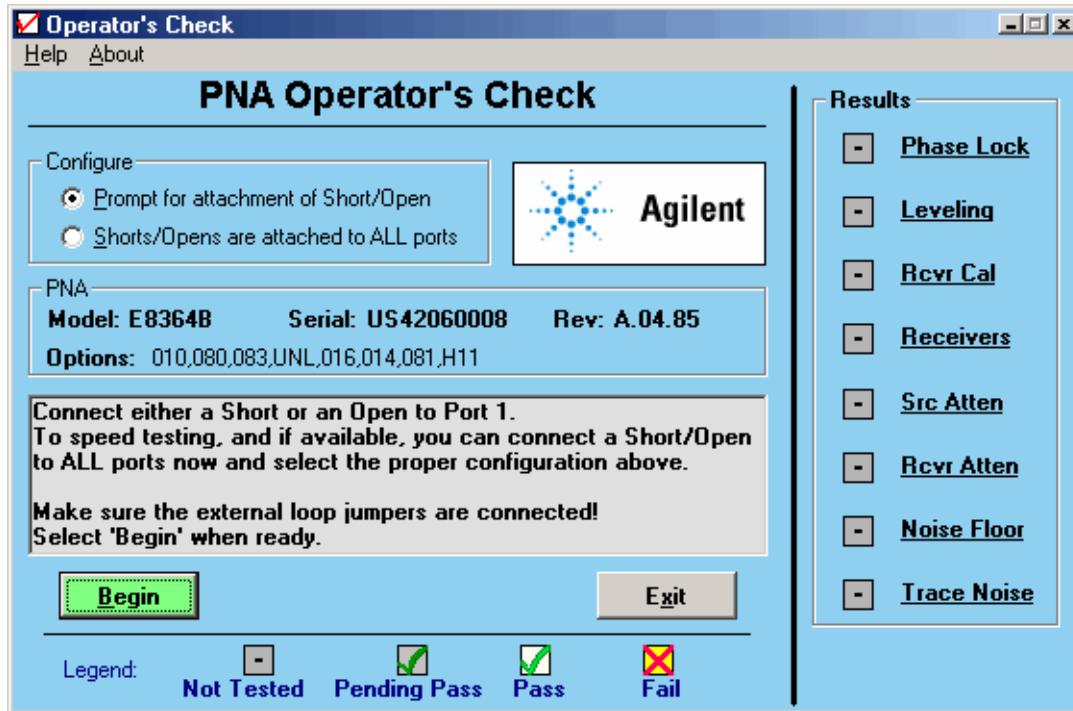 Operator's Check
Help About
PNA Operator's Check
Configure
Prompt for attachment of Short/Open
Shorts/Opens are attached to ALL ports
Agilent
PNA
Model: E8364B Serial: US42060008 Rev: A.04.85
Options: 010,080,083,UNL,016,014,081,H11
Connect either a Short or an Open to Port 1.
To speed testing, and if available, you can connect a Short/Open
to ALL ports now and select the proper configuration above.
Make sure the external loop jumpers are connected!
Select 'Begin' when ready.
Begin
Exit
Legend:
- Not Tested
Pending Pass
Pass
Fail
Results
- Phase Lock
- Leveling
- Rcvr Cal
- Receivers
- Src Atten
- Rcvr Atten
- Noise Floor
- Trace Noise